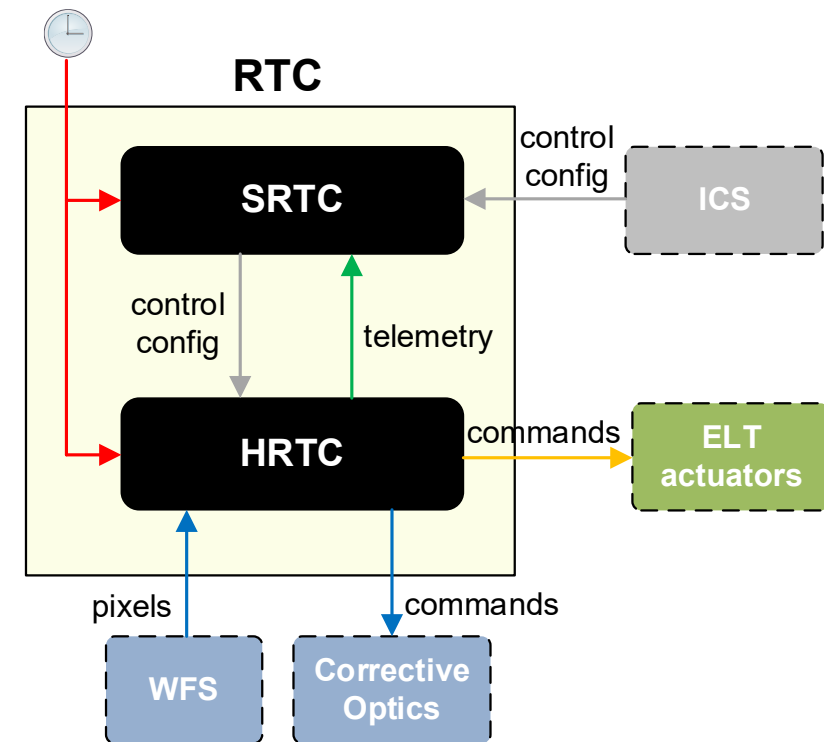 RTC
control
config
SRTC
ICS
control
config
telemetry
HRTC
commands
ELT
actuators
pixels
commands
WFS
Corrective
Optics